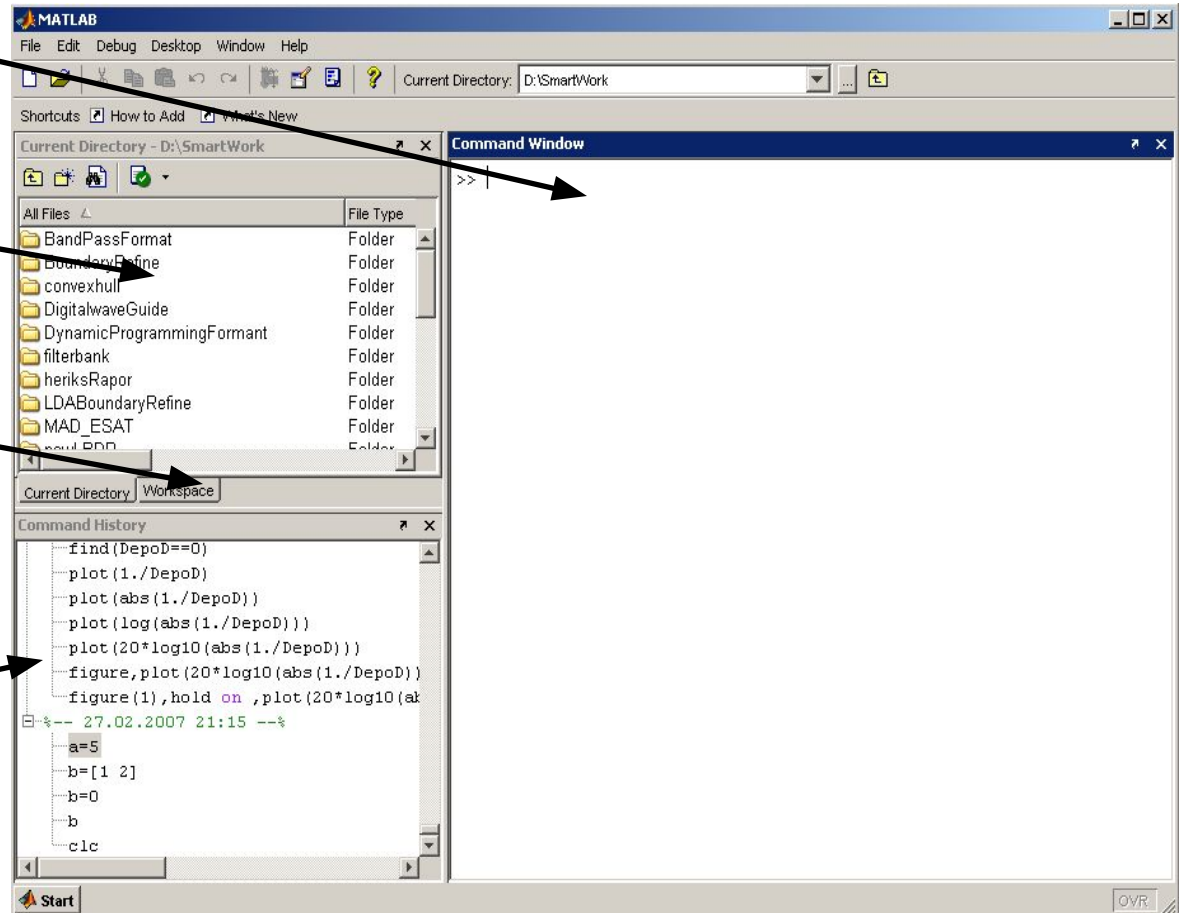 MATLAB
File Edit Debug Desktop Window Help
Current Directory: D:\SmartWork
Shortcuts How to Add What's New
Current Directory - D:\SmartWork
All Files File Type
BandPassFormat Folder
BoundaryRefine Folder
convexhull Folder
DigitalwaveGuide Folder
DynamicProgrammingFormant Folder
filterbank Folder
heriksRapor Folder
LDABoundaryRefine Folder
MAD_ESAT Folder
Folder
Current Directory Workspace
Command History
find(DepoD==0)
plot(1./DepoD)
plot(abs(1./DepoD))
plot(log(abs(1./DepoD)))
plot(20*log10(abs(1./DepoD)))
figure,plot(20*log10(abs(1./DepoD))
figure(1),hold on ,plot(20*log10(ab
%-- 27.02.2007 21:15 --%
a=5
b=[1 2]
b=0
b
clc
Command Window
>>
Start
OVR